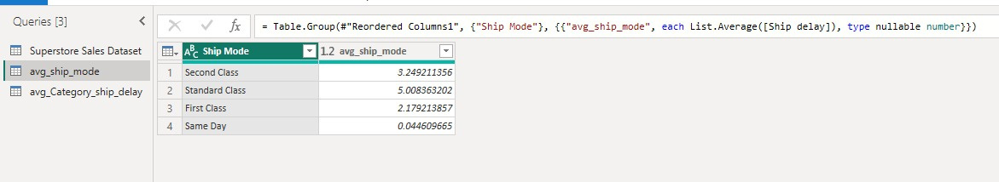 Queries [3]
<
fx
= Table.Group(#"Reordered Columns1", {"Ship Mode"}, {{"avg_ship_mode", each List.Average([Ship delay]), type nullable number}})
Superstore Sales Dataset
avg_ship_mode
avg_Category_ship_delay
ABC Ship Mode 1.2 avg_ship_mode
1 Second Class 3.249211356
2 Standard Class 5.008363202
3 First Class 2.179213857
4 Same Day 0.044609665